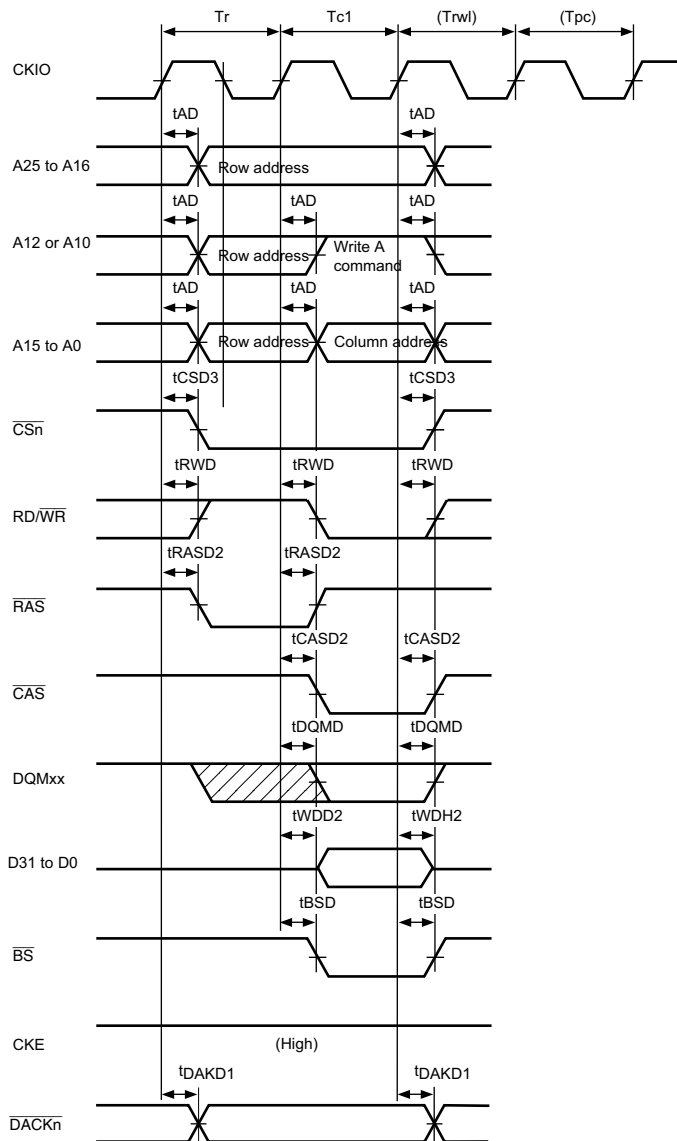 Tr Tc1 (Trwl) (Tpc)
CKIO
tAD tAD
A25 to A16 Row address
tAD tAD tAD
A12 or A10 Row address Write A command
tAD tAD tAD
A15 to A0 Row address Column address
tCSD3 tCSD3
CSn
tRWD tRWD tRWD
RD/WR
tRASD2 tRASD2
RAS
tCASD2 tCASD2
CAS
tDQMD tDQMD
DQMxx
tWDD2 tWDH2
D31 to D0
tBSD tBSD
BS
CKE (High)
tDAKD1 tDAKD1
DACKn